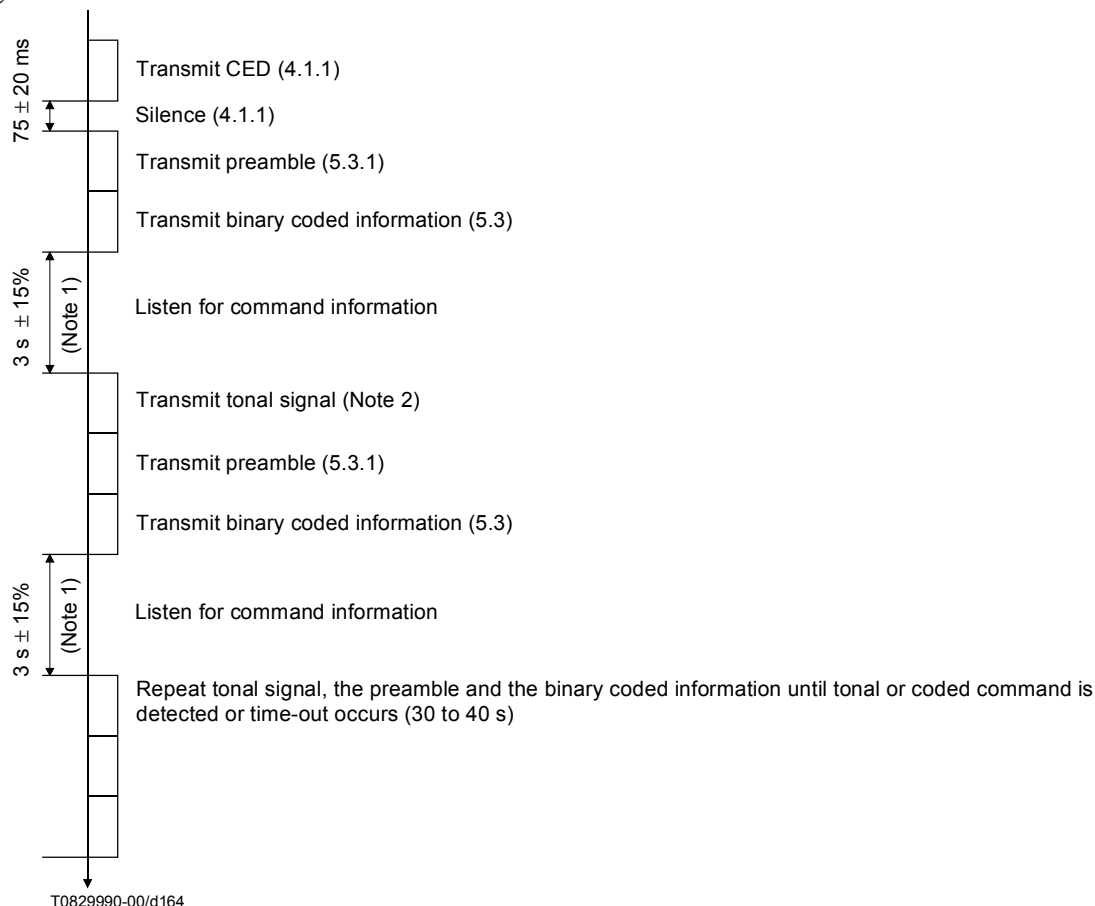 75 ± 20 ms
Transmit CED (4.1.1)
Silence (4.1.1)
Transmit preamble (5.3.1)
Transmit binary coded information (5.3)
3 s ± 15%
(Note 1)
Listen for command information
Transmit tonal signal (Note 2)
Transmit preamble (5.3.1)
Transmit binary coded information (5.3)
3 s ± 15%
(Note 1)
Listen for command information
Repeat tonal signal, the preamble and the binary coded information until tonal or coded command is
detected or time-out occurs (30 to 40 s)
T0829990-00/d164